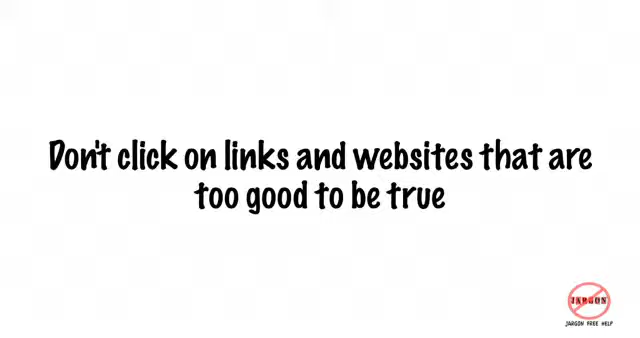 Don't click on links and websites that are
too good to be true
JARGON
JARGON FREE HELP